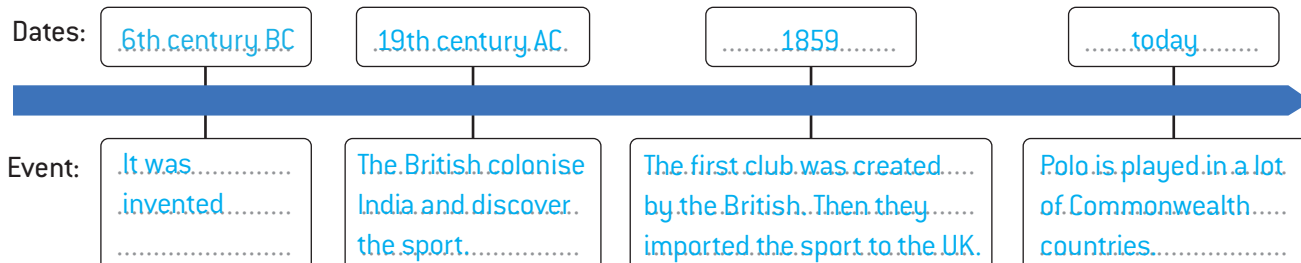 Dates:
6th century BC
19th century AC
1859
today
Event:
It was
invented
The British colonise
India and discover
the sport.
The first club was created
by the British. Then they
imported the sport to the UK.
Polo is played in a lot
of Commonwealth
countries.